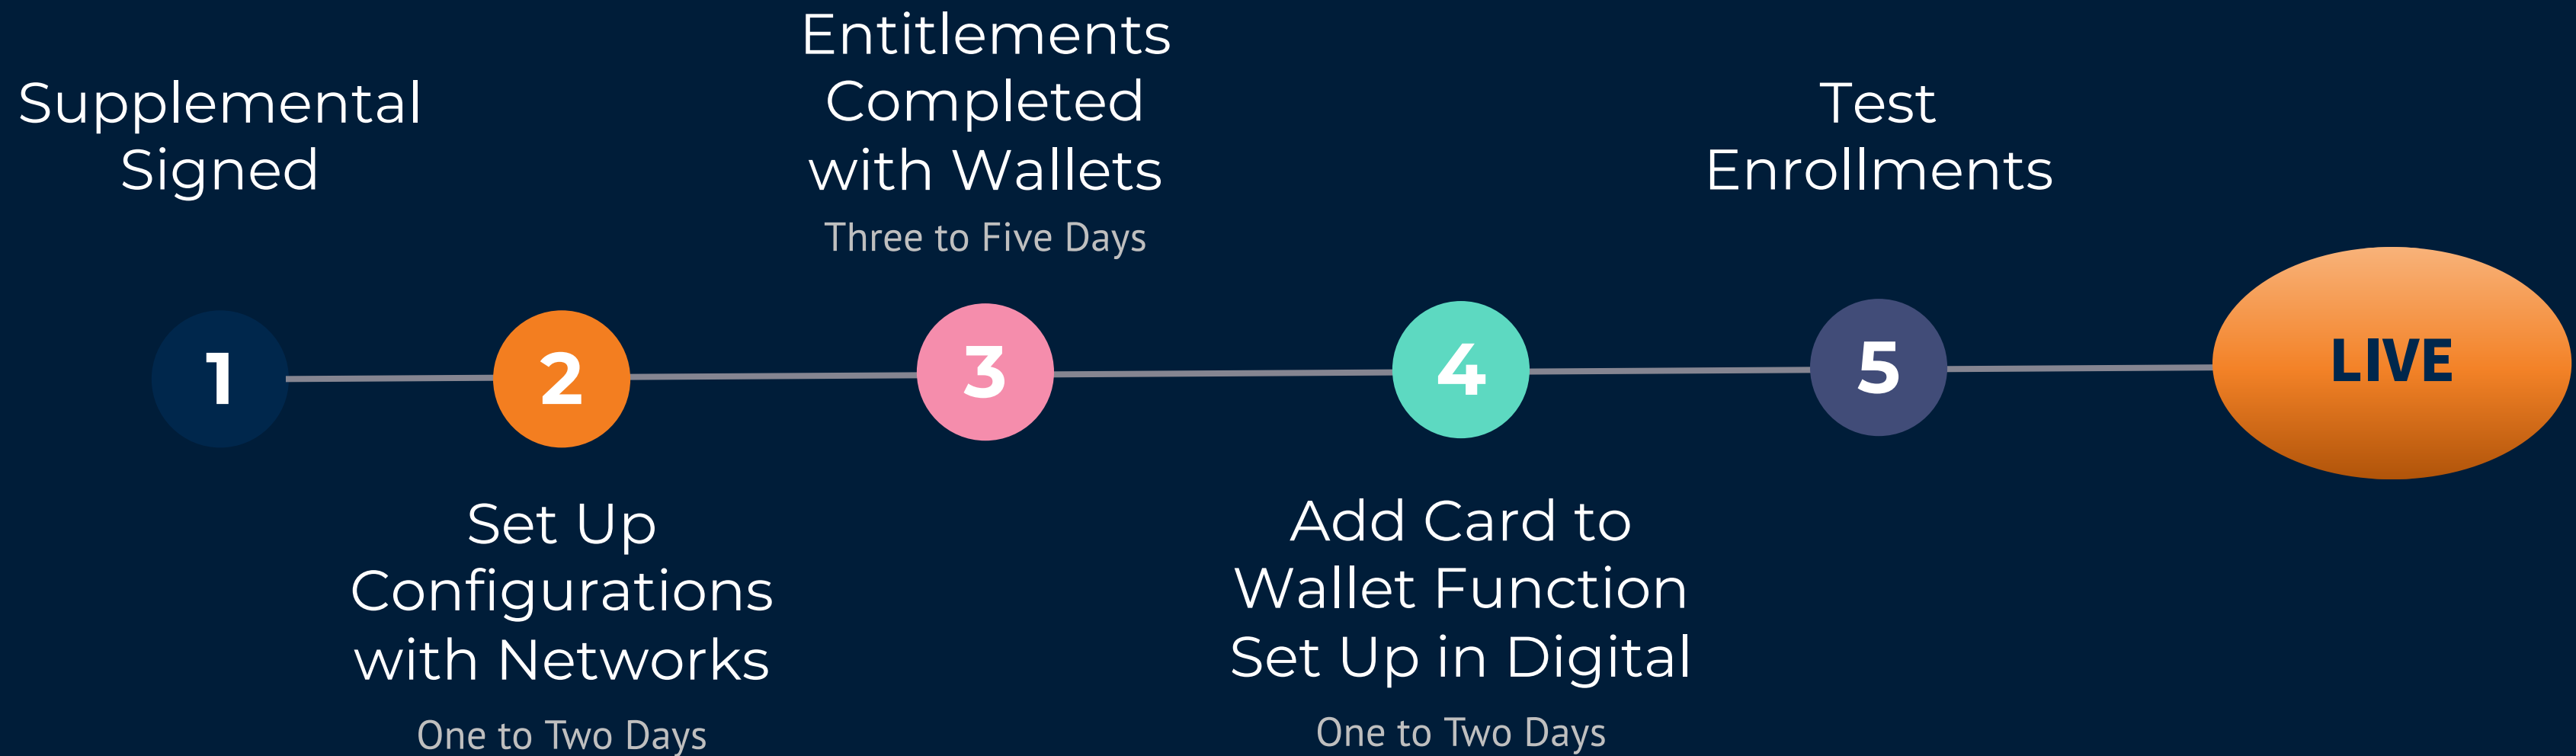 Supplemental
Signed
1
2
Set Up
Configurations
with Networks
One to Two Days
Entitlements
Completed
with Wallets
Three to Five Days
3
4
Add Card to
Wallet Function
Set Up in Digital
One to Two Days
Test
Enrollments
5
LIVE